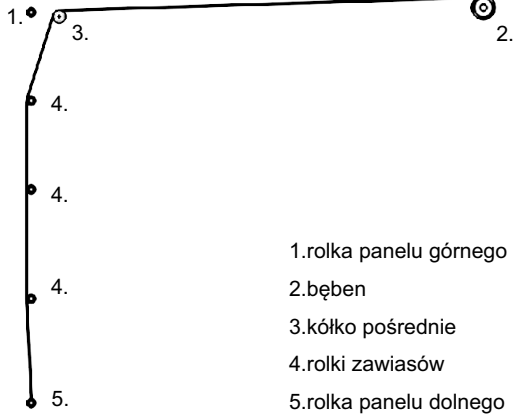 1.
3.
2.
4.
4.
4.
5.
1.rolka panelu górnego
2.bęben
3.kółko pośrednie
4.rolki zawiasów
5.rolka panelu dolnego